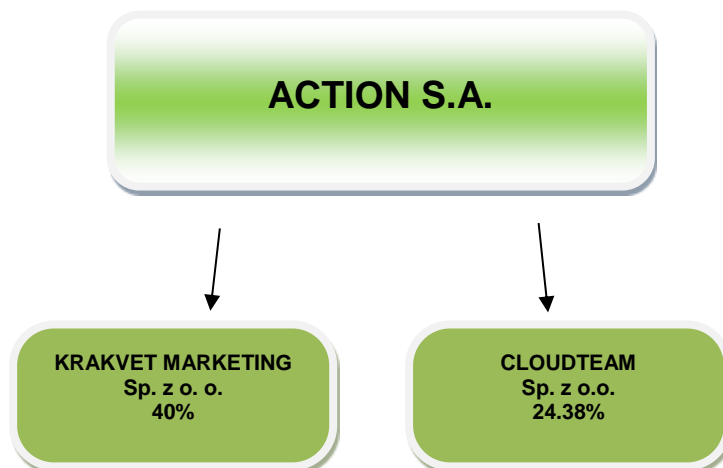 ACTION S.A.
KRAKVET MARKETING
Sp. z o. o.
40%
CLOUDTEAM
Sp. z o.o.
24.38%